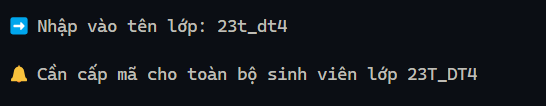 ➡️ Nhập vào tên lớp: 23t_dt4
🔔 Cần cấp mã cho toàn bộ sinh viên lớp 23T_DT4